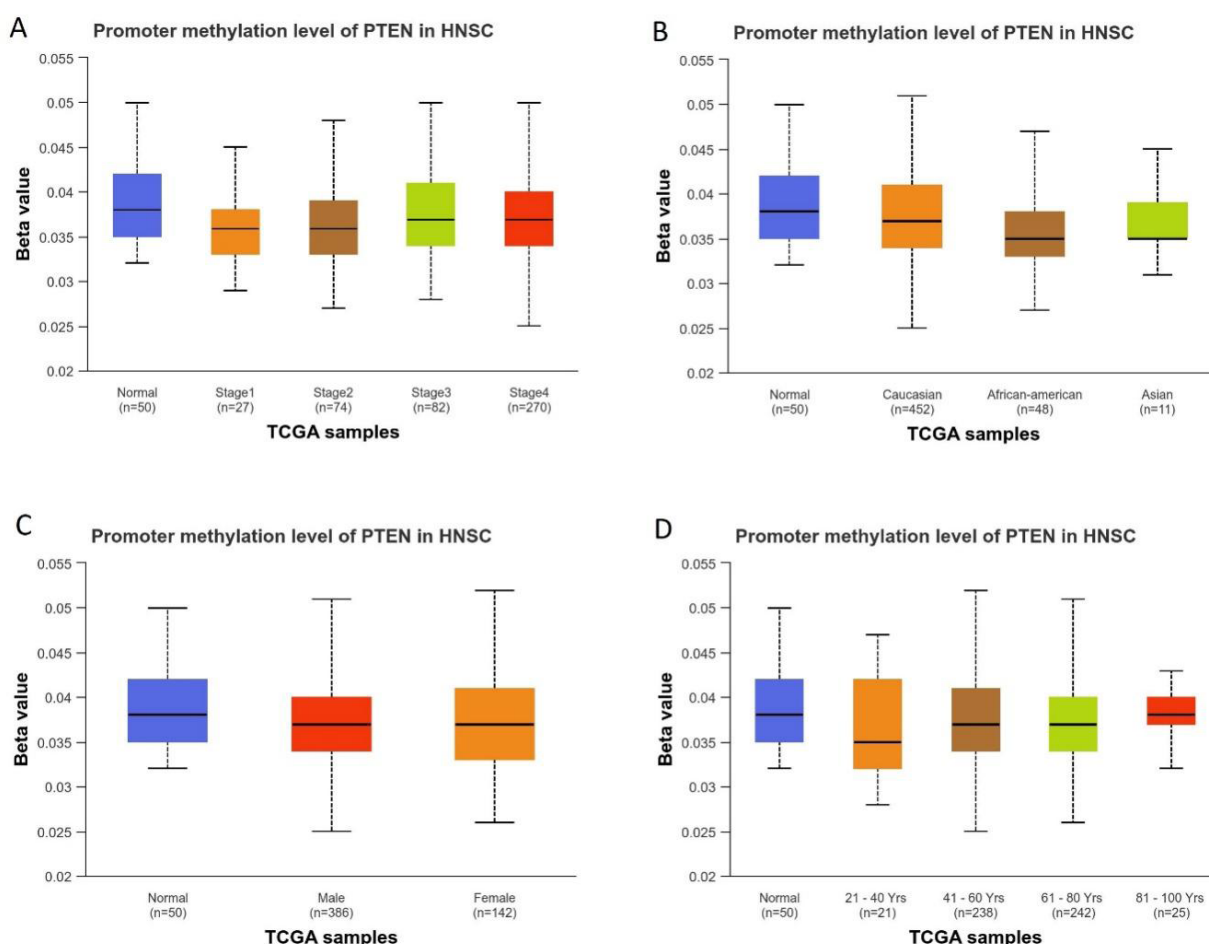 A
Promoter methylation level of PTEN in HNSC
0.055
0.05
0.045
0.04
0.035
0.03
0.025
0.02
Beta value
Normal
(n=50)
Stage1
(n=27)
Stage2
(n=74)
Stage3
(n=82)
Stage4
(n=270)
TCGA samples
B
Promoter methylation level of PTEN in HNSC
0.055
0.05
0.045
0.04
0.035
0.03
0.025
0.02
Beta value
Normal
(n=50)
Caucasian
(n=452)
African-american
(n=48)
Asian
(n=11)
TCGA samples
C
Promoter methylation level of PTEN in HNSC
0.055
0.05
0.045
0.04
0.035
0.03
0.025
0.02
Beta value
Normal
(n=50)
Male
(n=386)
Female
(n=142)
TCGA samples
D
Promoter methylation level of PTEN in HNSC
0.055
0.05
0.045
0.04
0.035
0.03
0.025
0.02
Beta value
Normal
(n=50)
21 - 40 Yrs
(n=21)
41 - 60 Yrs
(n=238)
61 - 80 Yrs
(n=242)
81 - 100 Yrs
(n=25)
TCGA samples